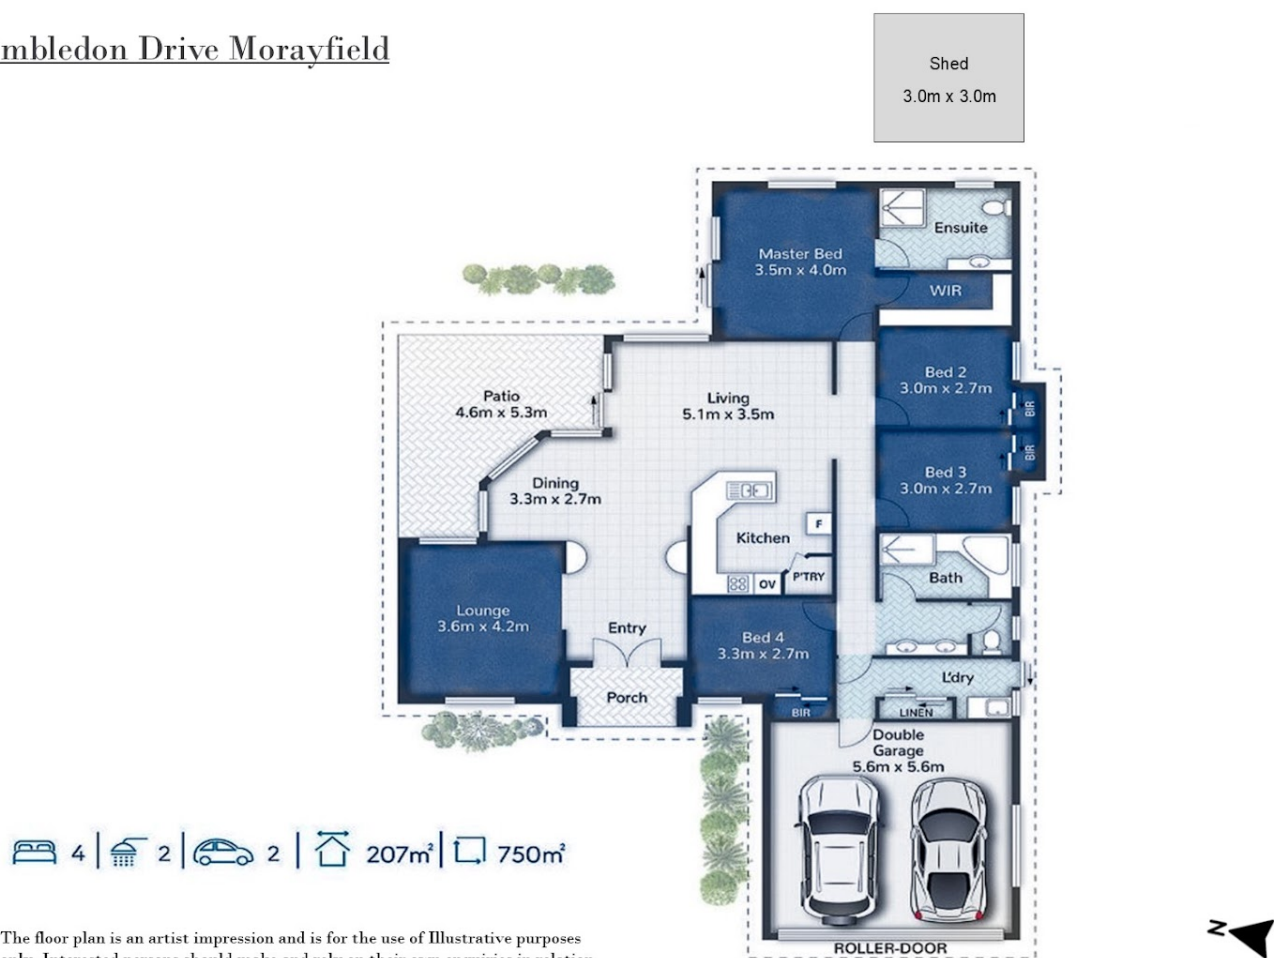 mbledon Drive Morayfield
Shed
3.0m x 3.0m
Ensuite
Master Bed
3.5m x 4.0m
WIR
Bed 2
3.0m x 2.7m
BIR
Patio
4.6m x 5.3m
Living
5.1m x 3.5m
BIR
Bed 3
3.0m x 2.7m
Dining
3.3m x 2.7m
F
Kitchen
P'TRY
OV
Bath
Lounge
3.6m x 4.2m
Entry
Bed 4
3.3m x 2.7m
L'dry
Porch
BIR
LINEN
Double
Garage
5.6m x 5.6m
4 2 2 207m² 750m²
ROLLER-DOOR
N
The floor plan is an artist impression and is for the use of Illustrative purposes